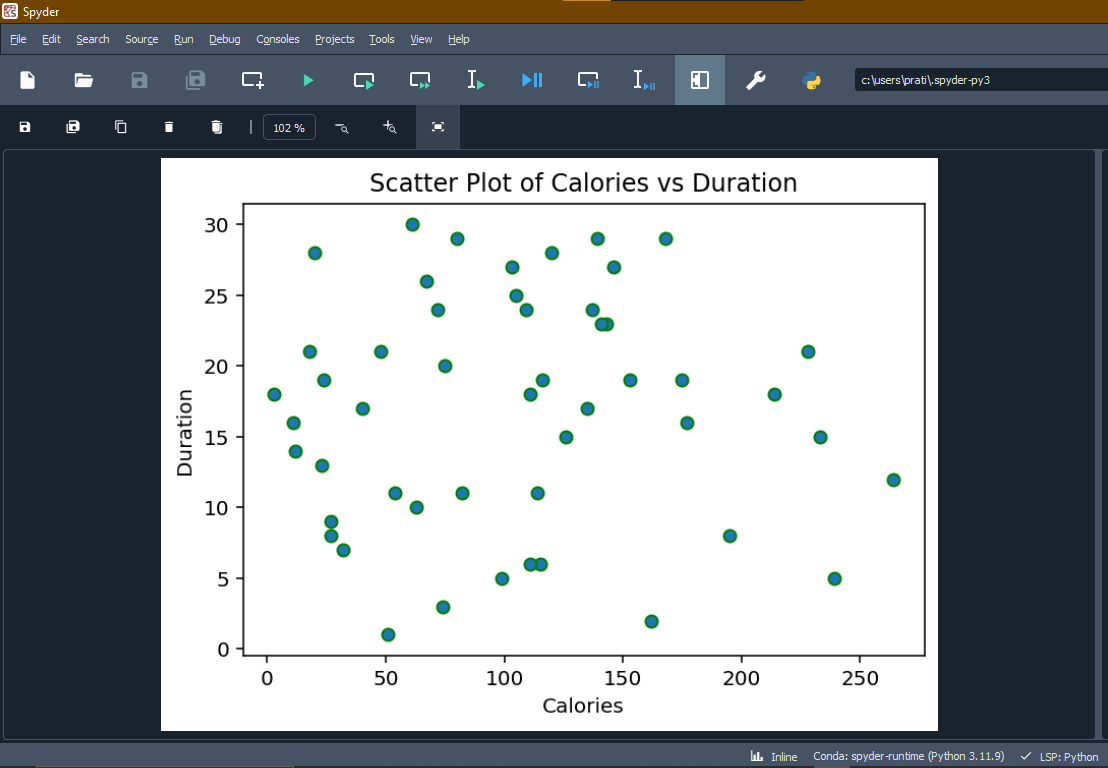 Spyder
File Edit Search Source Run Debug Consoles Projects Tools View Help
c:\users\prati\.spyder-py3
102 %
Scatter Plot of Calories vs Duration
30
25
20
15
10
5
0
Duration
0 50 100 150 200 250
Calories
Inline Conda: spyder-runtime (Python 3.11.9) LSP: Python